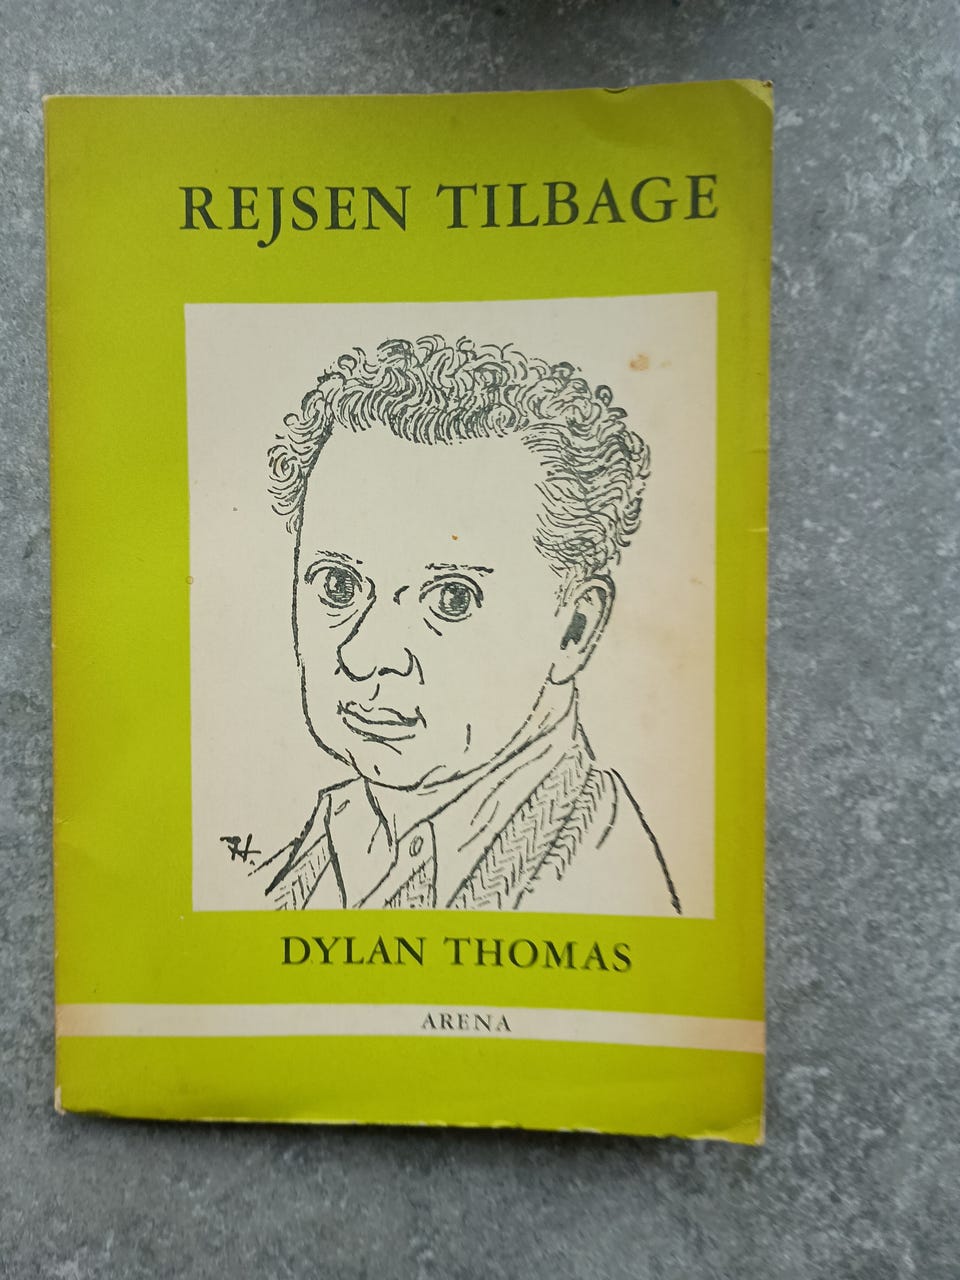 REJSEN TILBAGE
H.
DYLAN THOMAS
ARENA